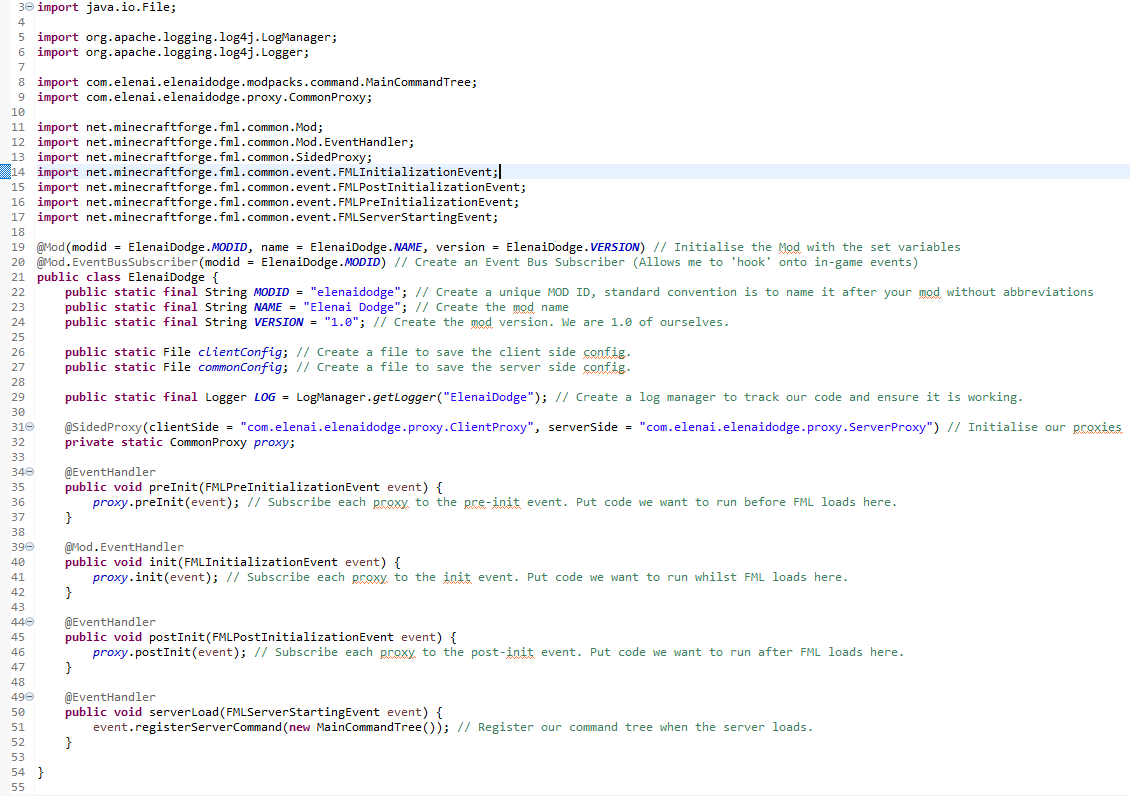 3 import java.io.File;
4
5 import org.apache.logging.log4j.LogManager;
6 import org.apache.logging.log4j.Logger;
7
8 import com.elenai.elenaidodge.modpacks.command.MainCommandTree;
9 import com.elenai.elenaidodge.proxy.CommonProxy;
10
11 import net.minecraftforge.fml.common.Mod;
12 import net.minecraftforge.fml.common.Mod.EventHandler;
13 import net.minecraftforge.fml.common.SidedProxy;
14 import net.minecraftforge.fml.common.event.FMLInitializationEvent;
15 import net.minecraftforge.fml.common.event.FMLPostInitializationEvent;
16 import net.minecraftforge.fml.common.event.FMLPreInitializationEvent;
17 import net.minecraftforge.fml.common.event.FMLServerStartingEvent;
18
19 @Mod(modid = ElenaiDodge.MODID, name = ElenaiDodge.NAME, version = ElenaiDodge.VERSION) // Initialise the Mod with the set variables
20 @Mod.EventBusSubscriber(modid = ElenaiDodge.MODID) // Create an Event Bus Subscriber (Allows me to 'hook' onto in-game events)
21 public class ElenaiDodge {
22     public static final String MODID = "elenaidodge"; // Create a unique MOD ID, standard convention is to name it after your mod without abbreviations
23     public static final String NAME = "Elenai Dodge"; // Create the mod name
24     public static final String VERSION = "1.0"; // Create the mod version. We are 1.0 of ourselves.
25
26     public static File clientConfig; // Create a file to save the client side config.
27     public static File commonConfig; // Create a file to save the server side config.
28
29     public static final Logger LOG = LogManager.getLogger("ElenaiDodge"); // Create a log manager to track our code and ensure it is working.
30
31     @SidedProxy(clientSide = "com.elenai.elenaidodge.proxy.ClientProxy", serverSide = "com.elenai.elenaidodge.proxy.ServerProxy") // Initialise our proxies
32     private static CommonProxy proxy;
33
34     @EventHandler
35     public void preInit(FMLPreInitializationEvent event) {
36         proxy.preInit(event); // Subscribe each proxy to the pre-init event. Put code we want to run before FML loads here.
37     }
38
39     @Mod.EventHandler
40     public void init(FMLInitializationEvent event) {
41         proxy.init(event); // Subscribe each proxy to the init event. Put code we want to run whilst FML loads here.
42     }
43
44     @EventHandler
45     public void postInit(FMLPostInitializationEvent event) {
46         proxy.postInit(event); // Subscribe each proxy to the post-init event. Put code we want to run after FML loads here.
47     }
48
49     @EventHandler
50     public void serverLoad(FMLServerStartingEvent event) {
51         event.registerServerCommand(new MainCommandTree()); // Register our command tree when the server loads.
52     }
53
54 }
55